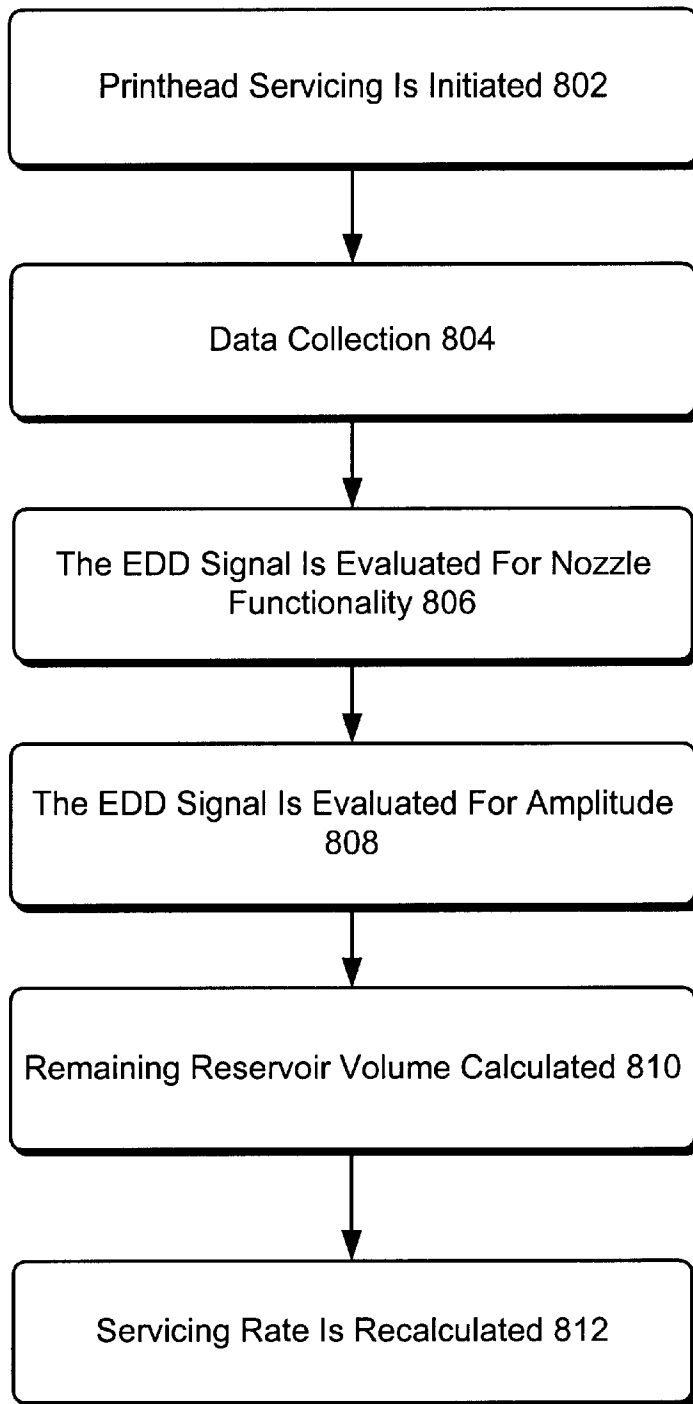 Printhead Servicing Is Initiated 802
Data Collection 804
The EDD Signal Is Evaluated For Nozzle
Functionality 806
The EDD Signal Is Evaluated For Amplitude
808
Remaining Reservoir Volume Calculated 810
Servicing Rate Is Recalculated 812